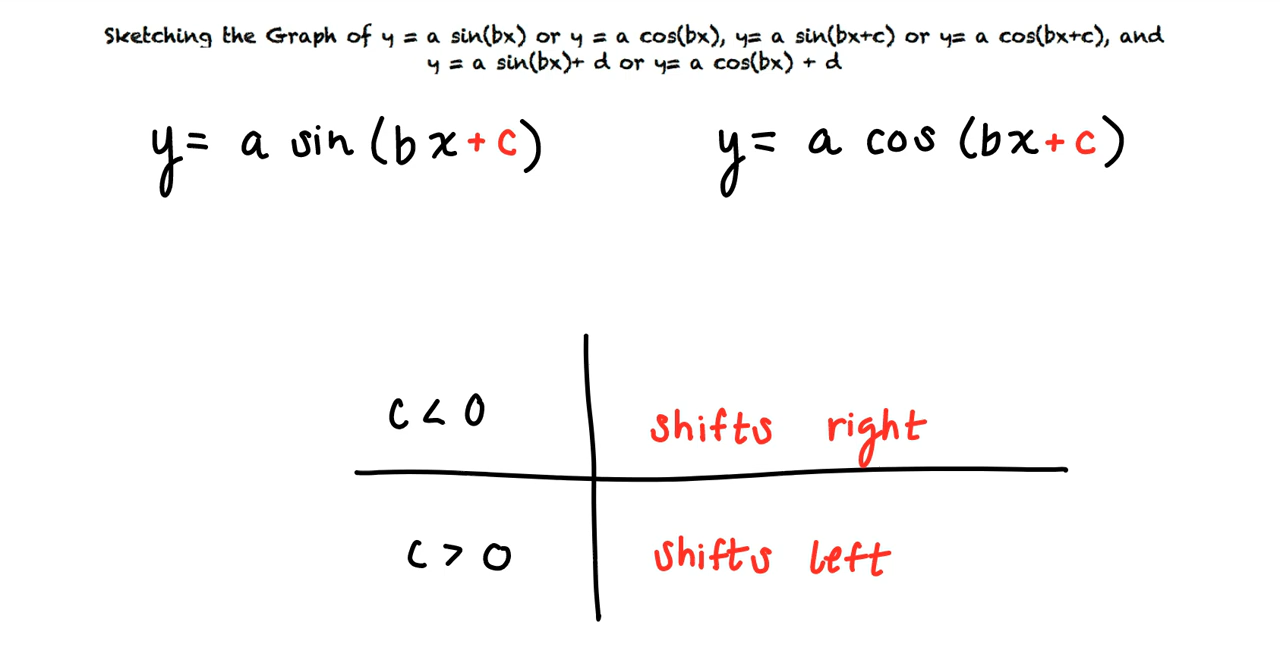 Sketching the Graph of y = a sin(bx) or y = a cos(bx), y= a sin(bx+c) or y= a cos(bx+c), and
y = a sin(bx)+ d or y= a cos(bx) + d
y= a sin (bx+c) y= a cos (bx+c)
c < 0 shifts right
c > 0 shifts left